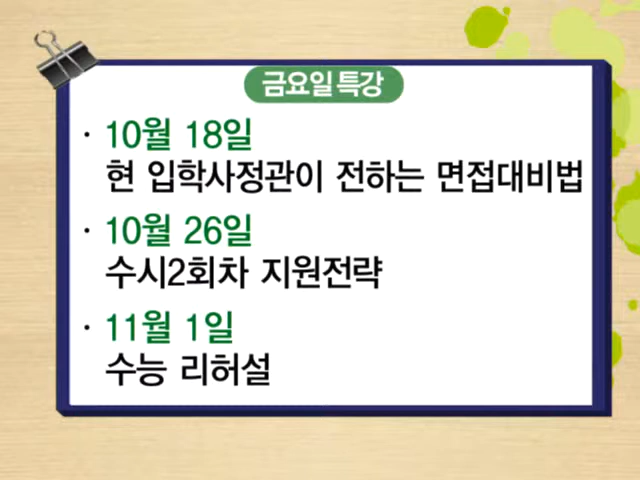 금요일 특강
· 10월 18일
현 입학사정관이 전하는 면접대비법
· 10월 26일
수시2회차 지원전략
· 11월 1일
수능 리허설